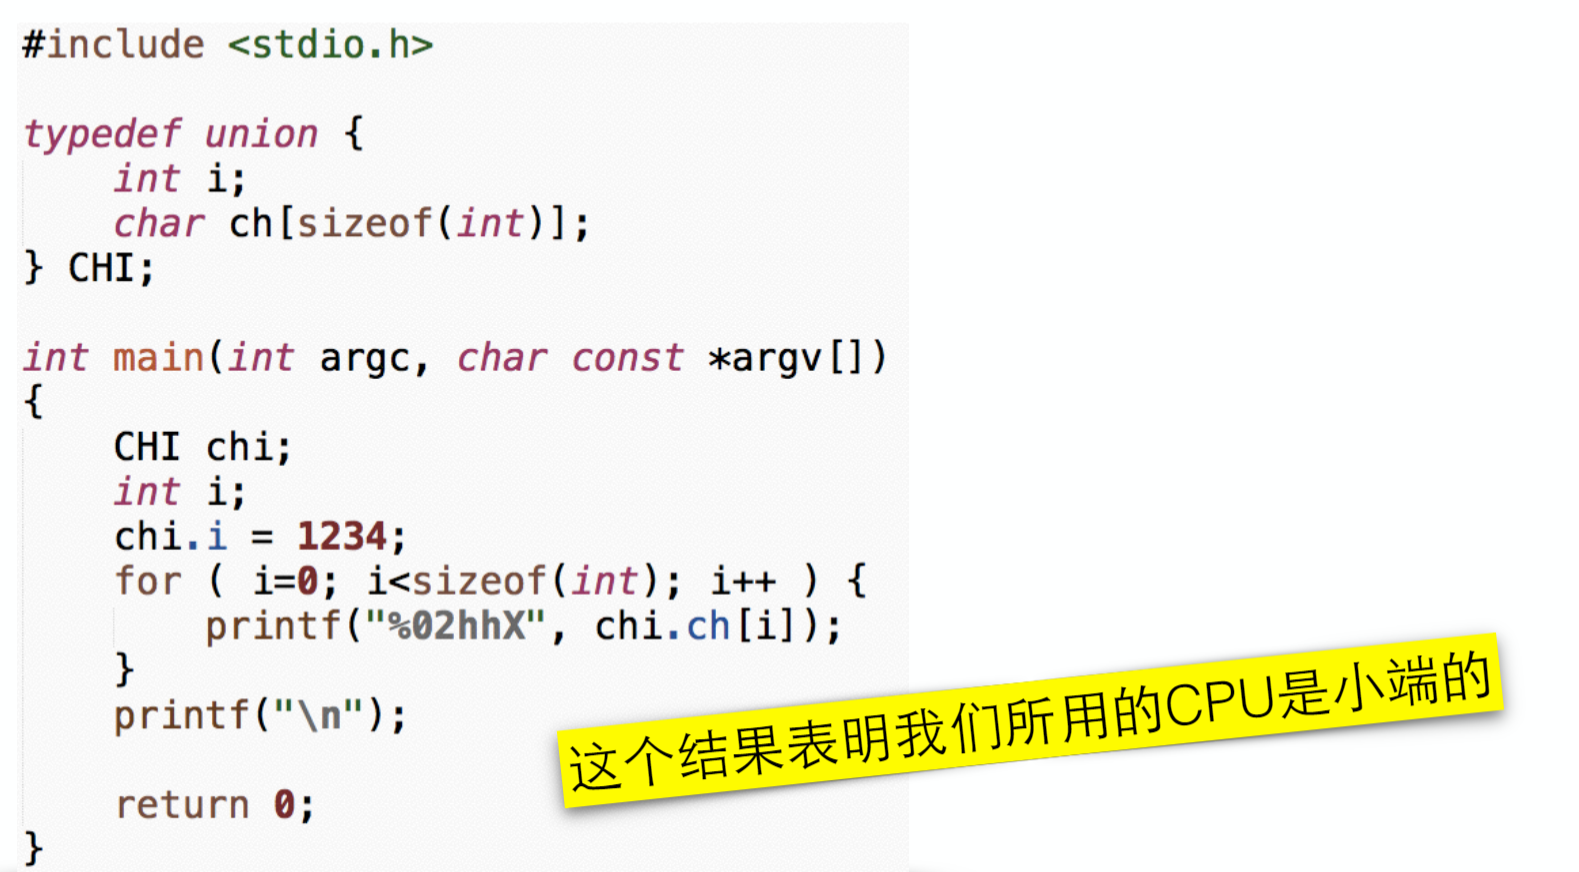 #include <stdio.h>
typedef union {
    int i;
    char ch[sizeof(int)];
} CHI;
int main(int argc, char const *argv[])
{
    CHI chi;
    int i;
    chi.i = 1234;
    for ( i=0; i<sizeof(int); i++ ) {
        printf("%02hhX", chi.ch[i]);
    }
    printf("\n");
    return 0;
}
这个结果表明我们所用的CPU是小端的